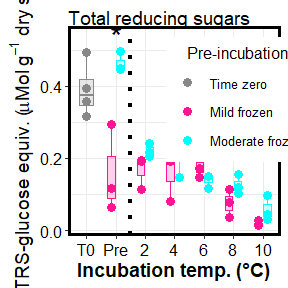 Total reducing sugars
TRS-glucose equiv. (μMol g⁻¹ dry
*
Pre-incubation
Time zero
Mild frozen
Moderate
0.4
0.2
0.0
T0 Pre 2 4 6 8 10
Incubation temp. (°C)